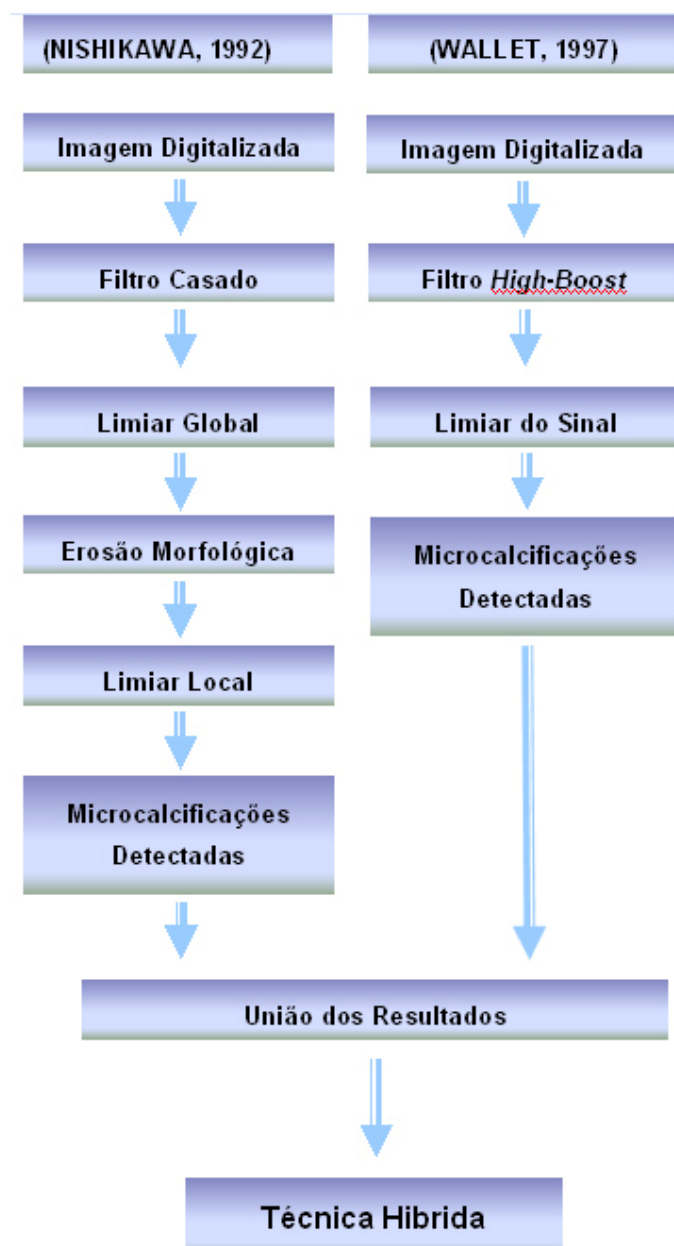 (NISHIKAWA, 1992)
Imagem Digitalizada
Filtro Casado
Limiar Global
Erosão Morfológica
Limiar Local
Microcalcificações
Detectadas
(WALLET, 1997)
Imagem Digitalizada
Filtro High-Boost
Limiar do Sinal
Microcalcificações
Detectadas
União dos Resultados
Técnica Hibrida